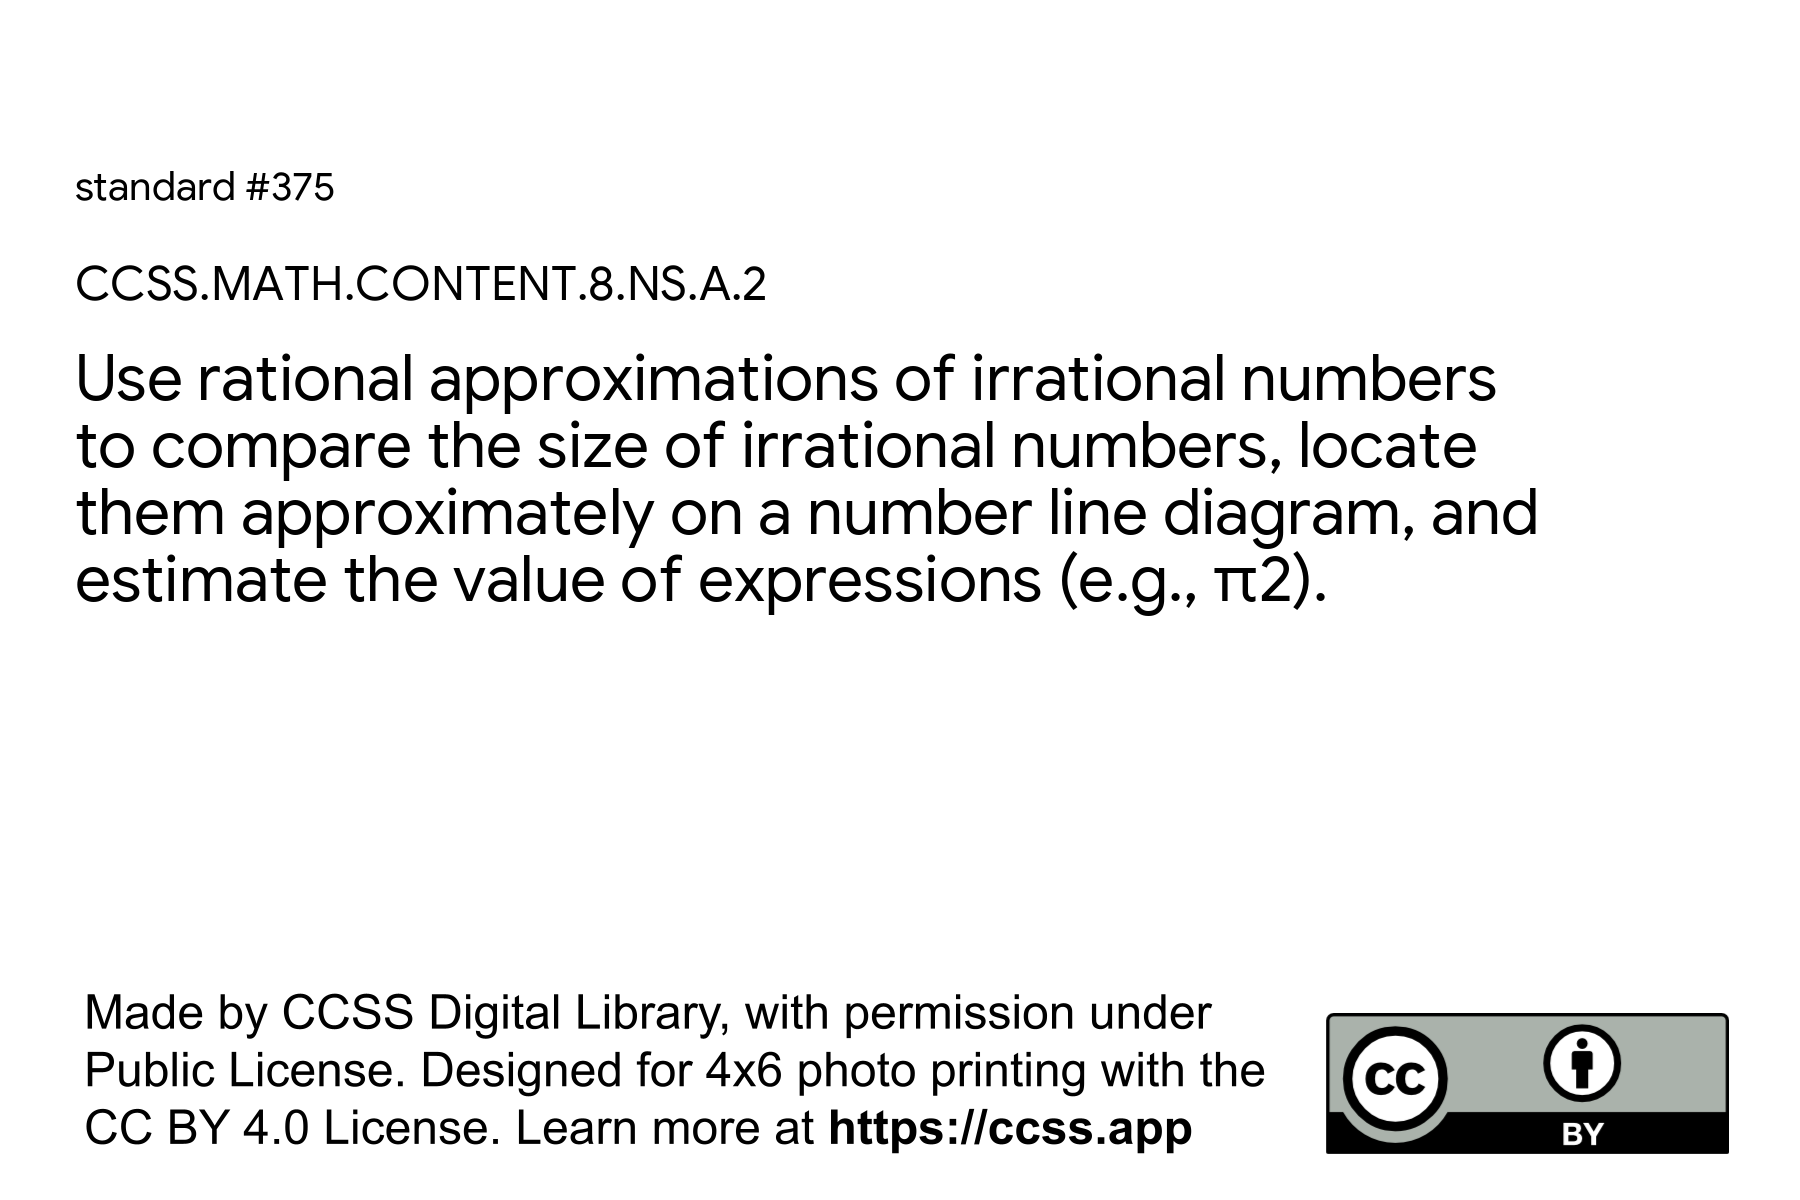 standard #375
CCSS.MATH.CONTENT.8.NS.A.2
Use rational approximations of irrational numbers
to compare the size of irrational numbers, locate
them approximately on a number line diagram, and
estimate the value of expressions (e.g., π2).
Made by CCSS Digital Library, with permission under
Public License. Designed for 4x6 photo printing with the
CC BY 4.0 License. Learn more at https://ccss.app
CC
BY